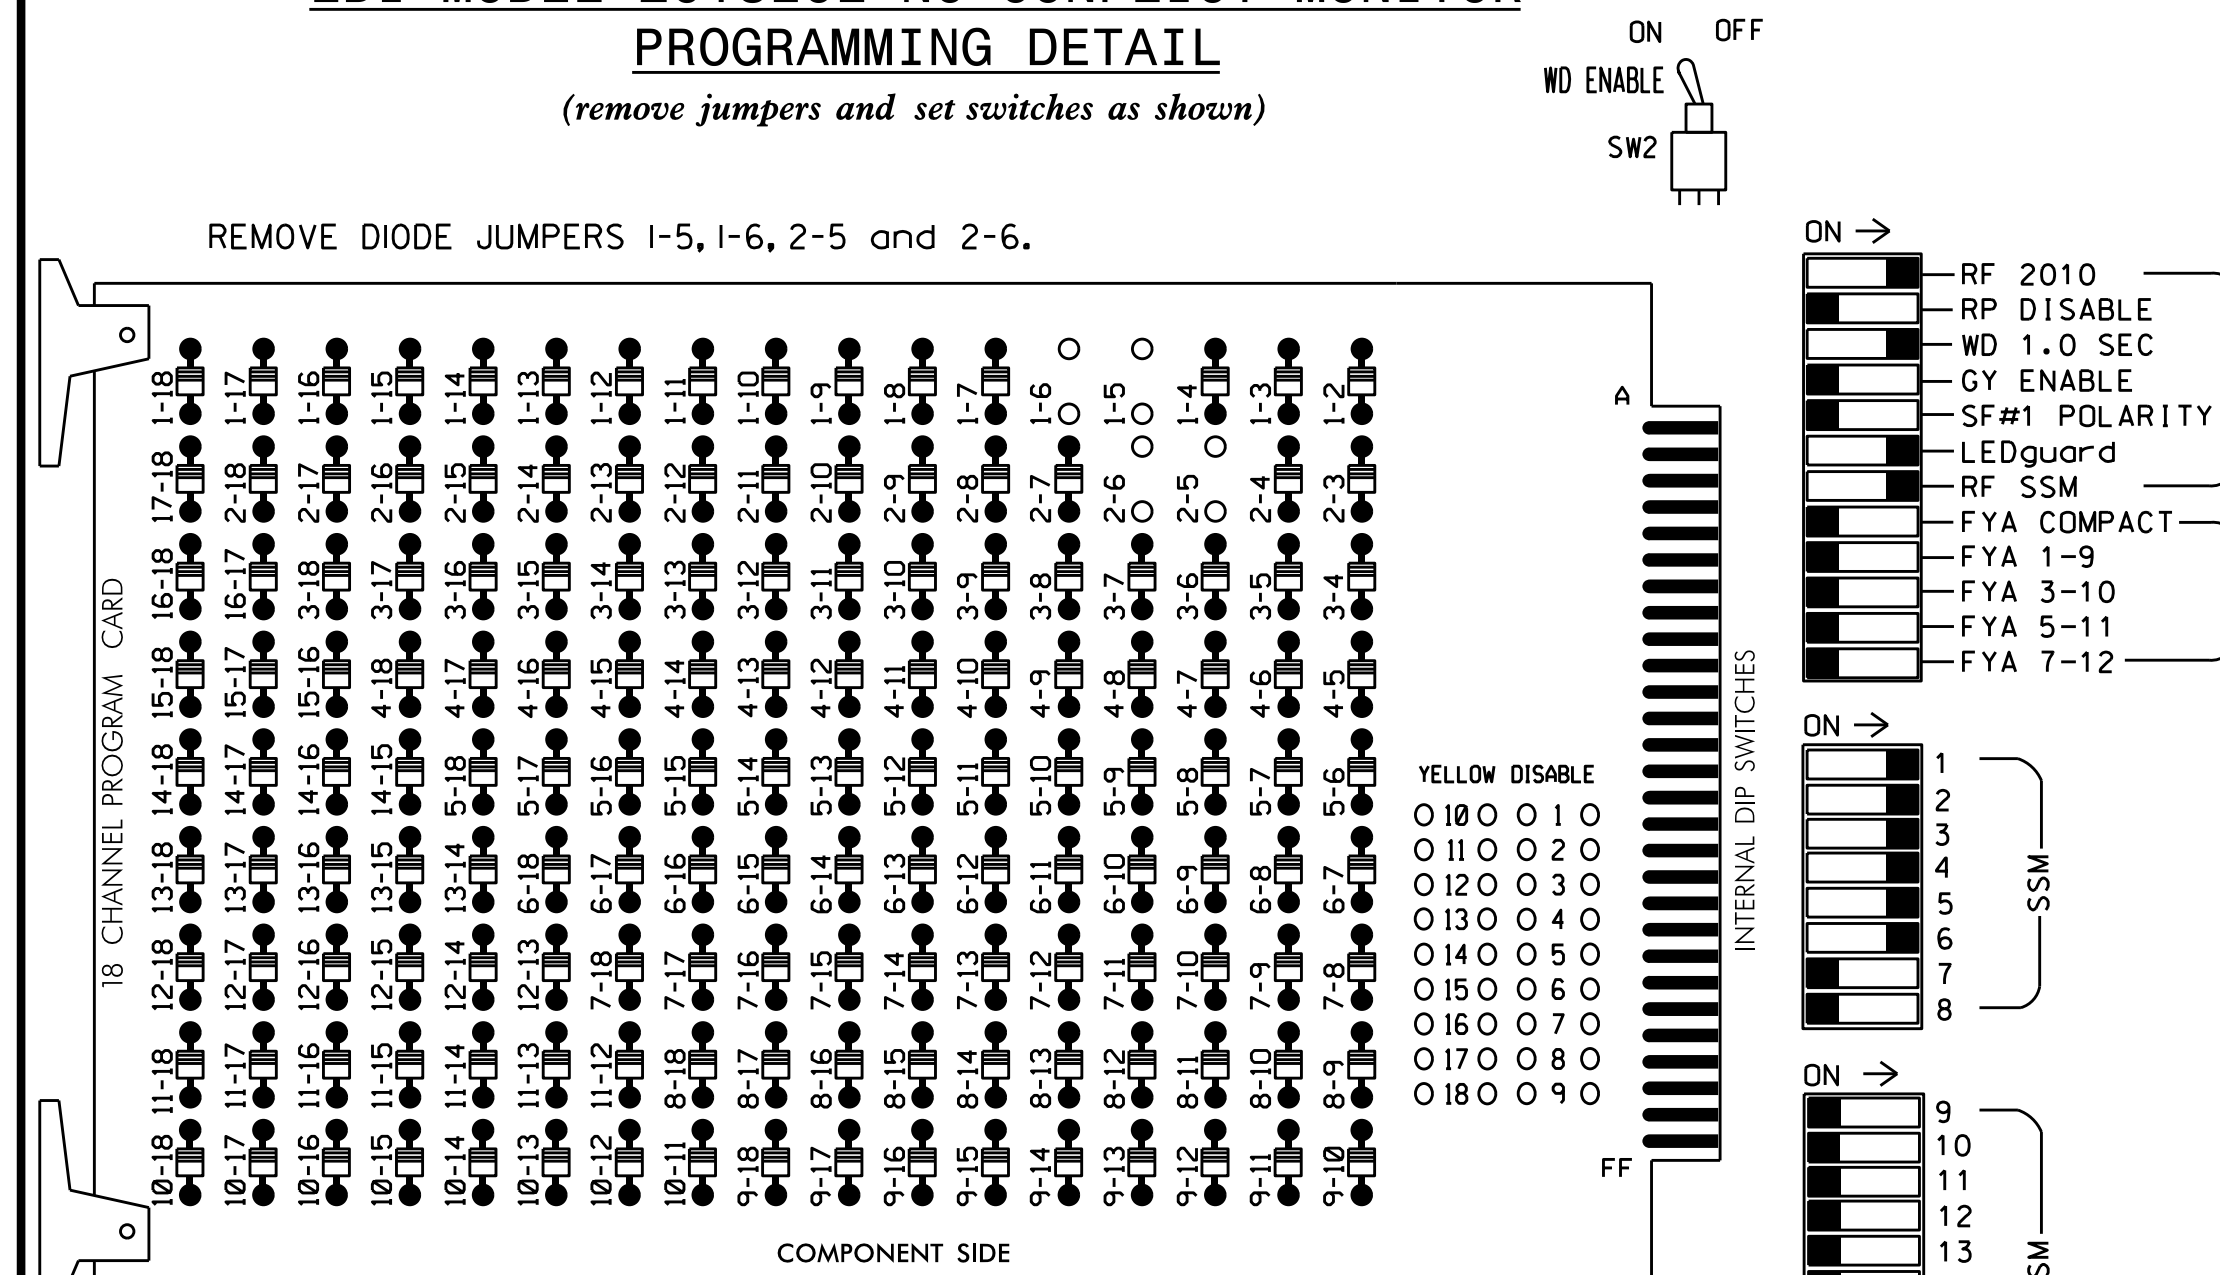 PROGRAMMING DETAIL
(remove jumpers and set switches as shown)
ON OFF
WD ENABLE
SW2
REMOVE DIODE JUMPERS 1-5, 1-6, 2-5 and 2-6.
1-18 1-17 1-16 1-15 1-14 1-13 1-12 1-11 1-10 1-9 1-8 1-7 1-6 1-5 1-4 1-3 1-2
17-18 2-18 2-17 2-16 2-15 2-14 2-13 2-12 2-11 2-10 2-9 2-8 2-7 2-6 2-5 2-4 2-3
16-18 16-17 3-18 3-17 3-16 3-15 3-14 3-13 3-12 3-11 3-10 3-9 3-8 3-7 3-6 3-5 3-4
15-18 15-17 15-16 4-18 4-17 4-16 4-15 4-14 4-13 4-12 4-11 4-10 4-9 4-8 4-7 4-6 4-5
14-18 14-17 14-16 14-15 5-18 5-17 5-16 5-15 5-14 5-13 5-12 5-11 5-10 5-9 5-8 5-7 5-6
13-18 13-17 13-16 13-15 13-14 6-18 6-17 6-16 6-15 6-14 6-13 6-12 6-11 6-10 6-9 6-8 6-7
12-18 12-17 12-16 12-15 12-14 12-13 7-18 7-17 7-16 7-15 7-14 7-13 7-12 7-11 7-10 7-9 7-8
11-18 11-17 11-16 11-15 11-14 11-13 11-12 8-18 8-17 8-16 8-15 8-14 8-13 8-12 8-11 8-10 8-9
10-18 10-17 10-16 10-15 10-14 10-13 10-12 10-11 9-18 9-17 9-16 9-15 9-14 9-13 9-12 9-11 9-10
18 CHANNEL PROGRAM CARD
COMPONENT SIDE
A
FF
YELLOW DISABLE
10 1
11 2
12 3
13 4
14 5
15 6
16 7
17 8
18 9
INTERNAL DIP SWITCHES
ON
RF 2010
RP DISABLE
WD 1.0 SEC
GY ENABLE
SF#1 POLARITY
LEDguard
RF SSM
FYA COMPACT
FYA 1-9
FYA 3-10
FYA 5-11
FYA 7-12
ON
1
2
3
4
5
6
7
8
SSM
ON
9
10
11
12
13